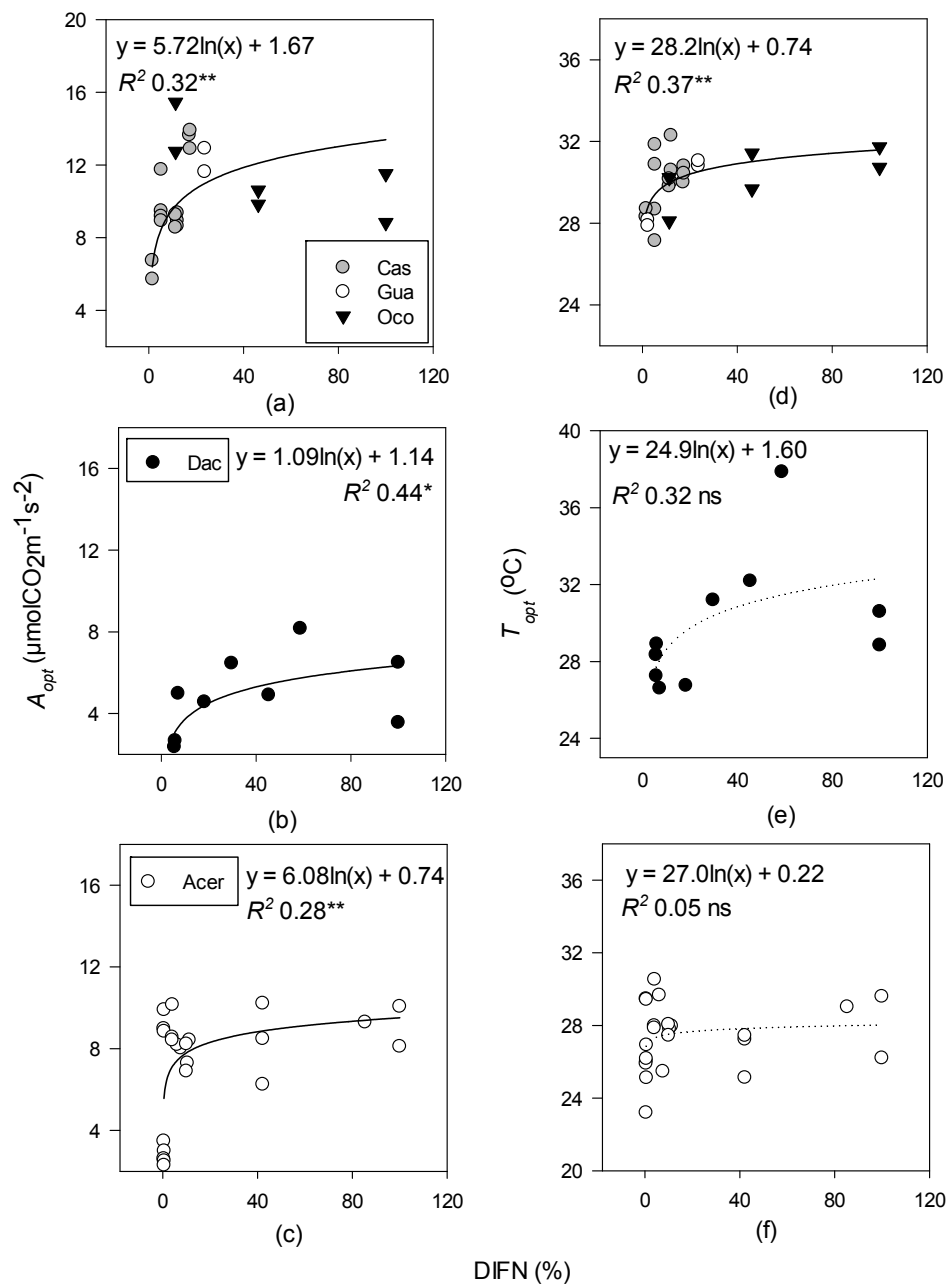 y = 5.72ln(x) + 1.67
R² 0.32**
20
16
12
8
4
Cas
Gua
Oco
0 40 80 120
(a)
y = 28.2ln(x) + 0.74
R² 0.37**
36
32
28
24
0 40 80 120
(d)
Dac
y = 1.09ln(x) + 1.14
R² 0.44*
16
12
8
4
0 40 80 120
(b)
y = 24.9ln(x) + 1.60
R² 0.32 ns
40
36
32
28
24
0 40 80 120
(e)
A opt (µmolCO2m⁻¹s⁻²)
T opt (ºC)
Acer
y = 6.08ln(x) + 0.74
R² 0.28**
16
12
8
4
0 40 80 120
(c)
y = 27.0ln(x) + 0.22
R² 0.05 ns
36
32
28
24
20
0 40 80 120
(f)
DIFN (%)